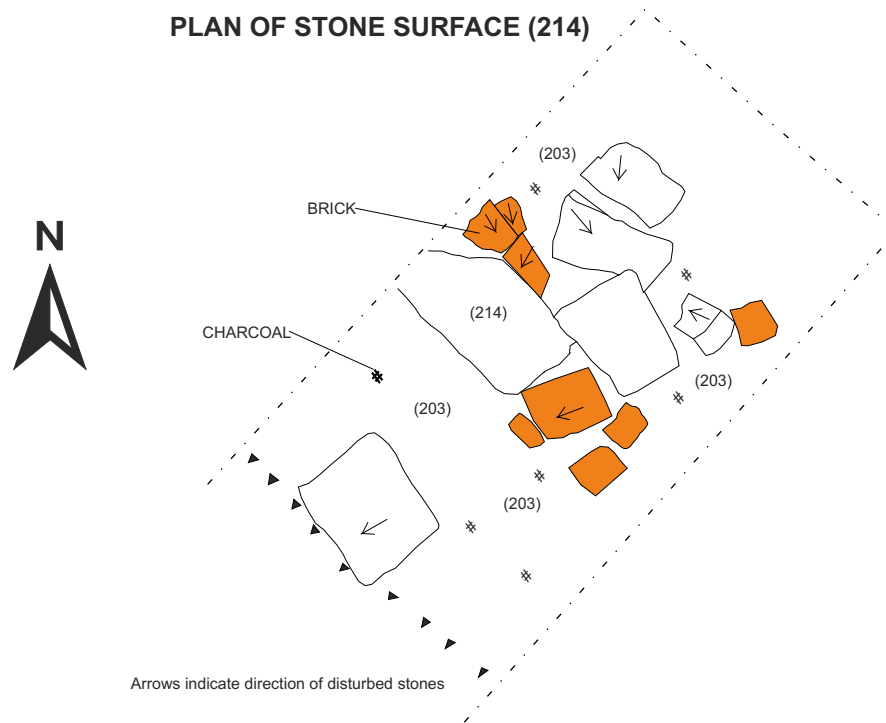 PLAN OF STONE SURFACE (214)
(203)
BRICK
N
(214)
CHARCOAL
(203)
(203)
(203)
Arrows indicate direction of disturbed stones